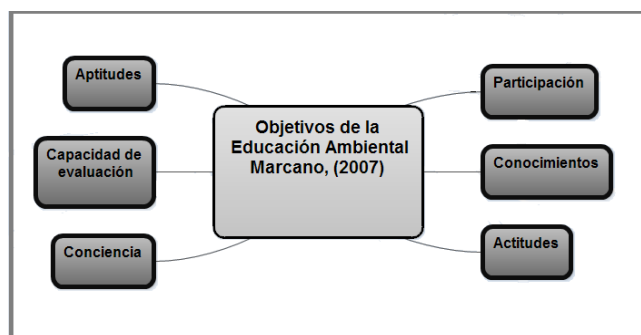 Aptitudes
Capacidad de
evaluación
Conciencia
Objetivos de la
Educación Ambiental
Marcano, (2007)
Participación
Conocimientos
Actitudes